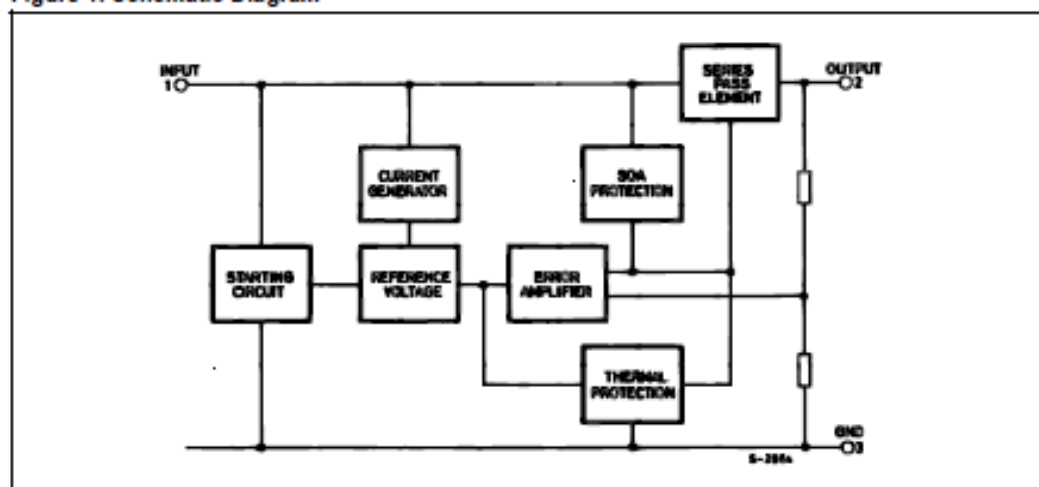 Figure 1. Schematic Diagram
INPUT
1
SERIES
PASS
ELEMENT
OUTPUT
2
CURRENT
GENERATOR
SOA
PROTECTION
STARTING
CIRCUIT
REFERENCE
VOLTAGE
ERROR
AMPLIFIER
THERMAL
PROTECTION
GND
3